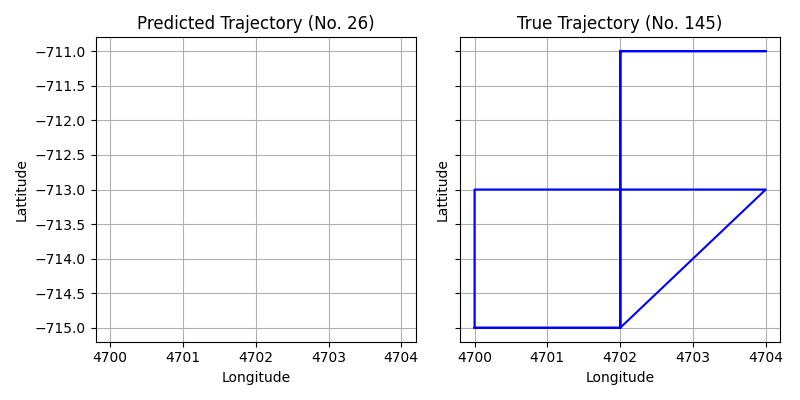 Predicted Trajectory (No. 26)
True Trajectory (No. 145)
−711.0
−711.5
−712.0
−712.5
−713.0
−713.5
−714.0
−714.5
−715.0
Lattitude
Lattitude
4700 4701 4702 4703 4704
4700 4701 4702 4703 4704
Longitude
Longitude